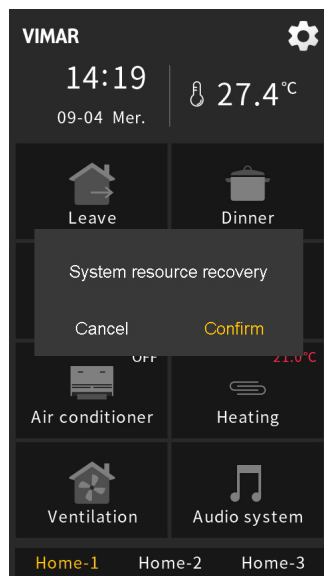 VIMAR
14:19
27.4°C
09-04 Mer.
Leave
Dinner
System resource recovery
Cancel
Confirm
OFF
21.0°C
Air conditioner
Heating
Ventilation
Audio system
Home-1
Home-2
Home-3